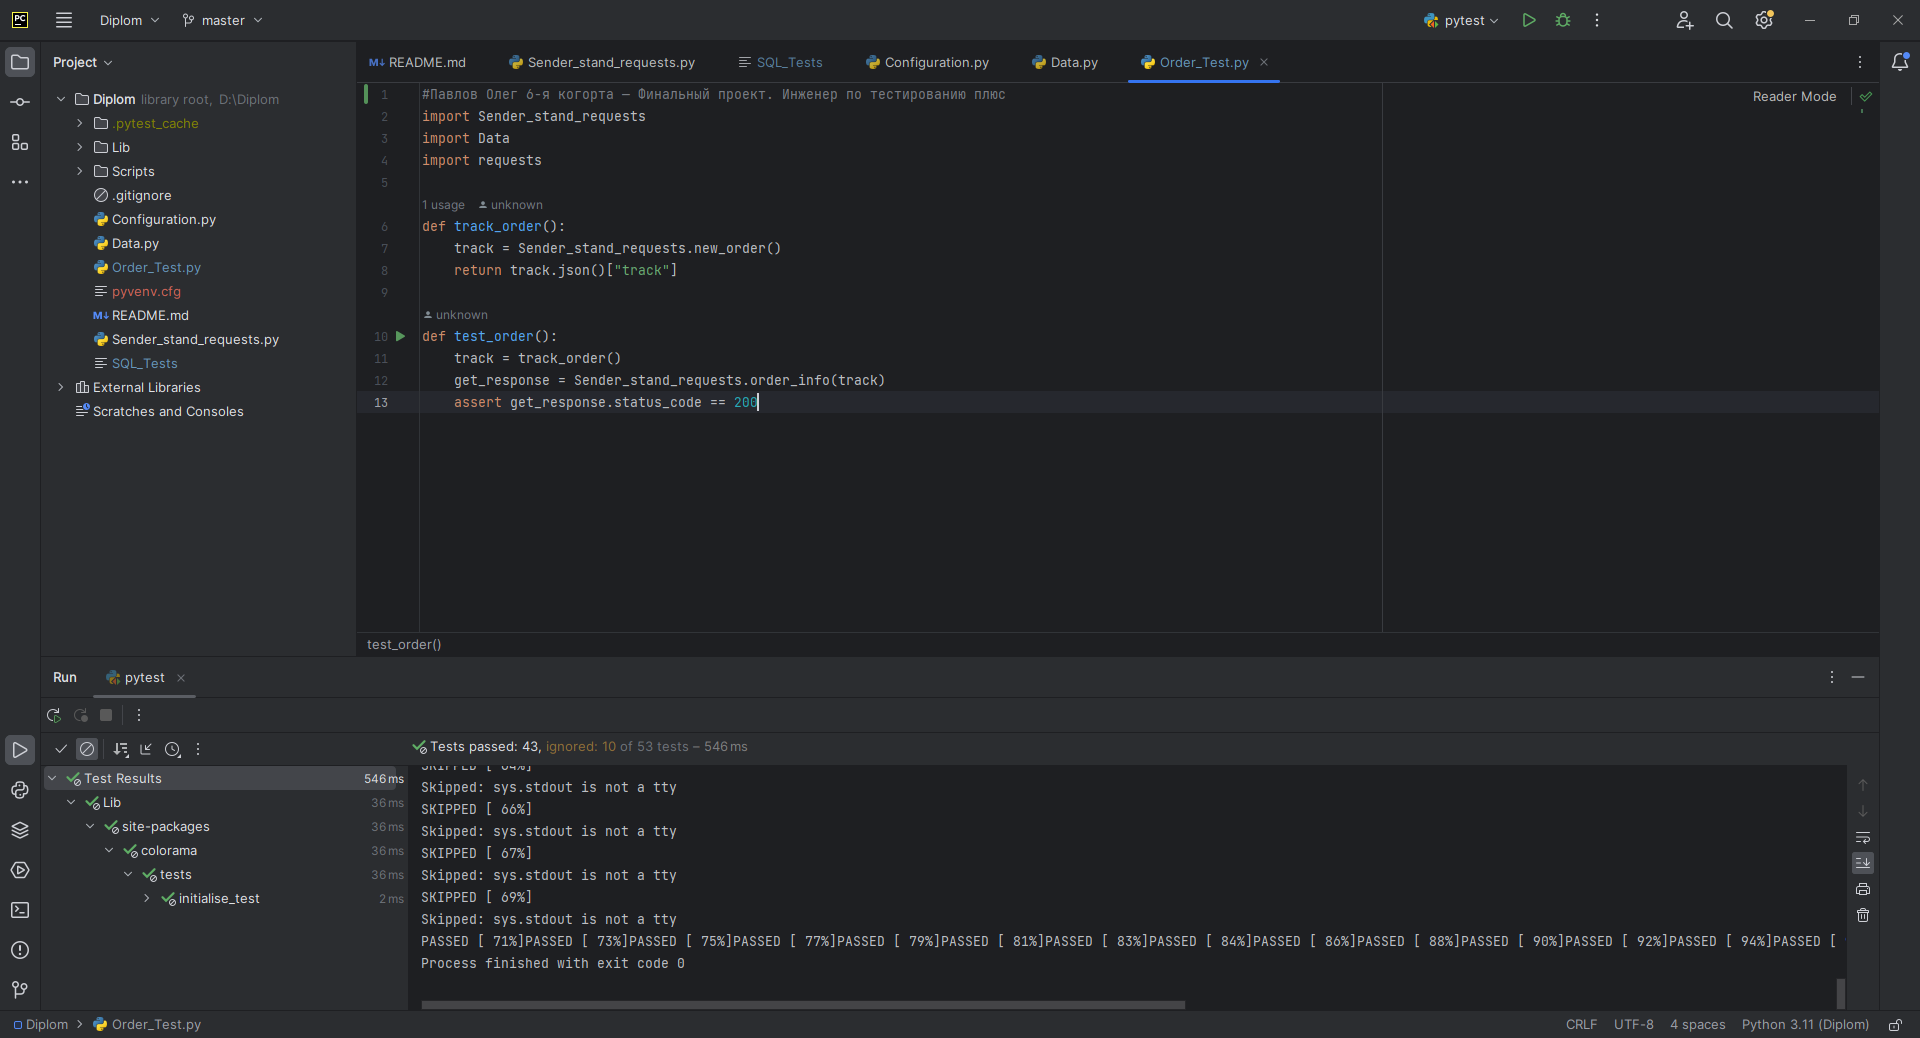 PC Diplom master pytest
Project
Diplom library root, D:\Diplom
.pytest_cache
Lib
Scripts
.gitignore
Configuration.py
Data.py
Order_Test.py
pyvenv.cfg
README.md
Sender_stand_requests.py
SQL_Tests
External Libraries
Scratches and Consoles
README.md Sender_stand_requests.py SQL_Tests Configuration.py Data.py Order_Test.py
Reader Mode
1 #Павлов Олег 6-я когорта — Финальный проект. Инженер по тестированию плюс
2 import Sender_stand_requests
3 import Data
4 import requests
5
1 usage unknown
6 def track_order():
7 track = Sender_stand_requests.new_order()
8 return track.json()["track"]
9
unknown
10 def test_order():
11 track = track_order()
12 get_response = Sender_stand_requests.order_info(track)
13 assert get_response.status_code == 200
test_order()
Run pytest
Tests passed: 43, ignored: 10 of 53 tests – 546 ms
Test Results 546 ms
Lib 36 ms
site-packages 36 ms
colorama 36 ms
tests 36 ms
initialise_test 2 ms
SKIPPED [ 64%]
Skipped: sys.stdout is not a tty
SKIPPED [ 66%]
Skipped: sys.stdout is not a tty
SKIPPED [ 67%]
Skipped: sys.stdout is not a tty
SKIPPED [ 69%]
Skipped: sys.stdout is not a tty
PASSED [ 71%]PASSED [ 73%]PASSED [ 75%]PASSED [ 77%]PASSED [ 79%]PASSED [ 81%]PASSED [ 83%]PASSED [ 84%]PASSED [ 86%]PASSED [ 88%]PASSED [ 90%]PASSED [ 92%]PASSED [ 94%]PASSED [
Process finished with exit code 0
Diplom Order_Test.py CRLF UTF-8 4 spaces Python 3.11 (Diplom)